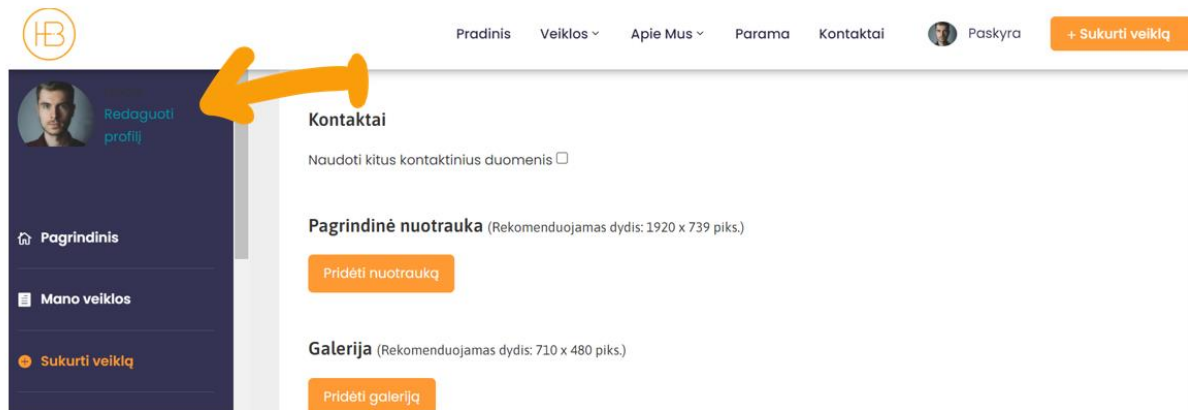 HB
Pradinis Veiklos Apie Mus Parama Kontaktai Paskyra + Sukurti veiklą
Redaguoti
profilį
Pagrindinis
Mano veiklos
Sukurti veiklą
Kontaktai
Naudoti kitus kontaktinius duomenis
Pagrindinė nuotrauka (Rekomenduojamas dydis: 1920 x 739 piks.)
Pridėti nuotrauką
Galerija (Rekomenduojamas dydis: 710 x 480 piks.)
Pridėti galeriją